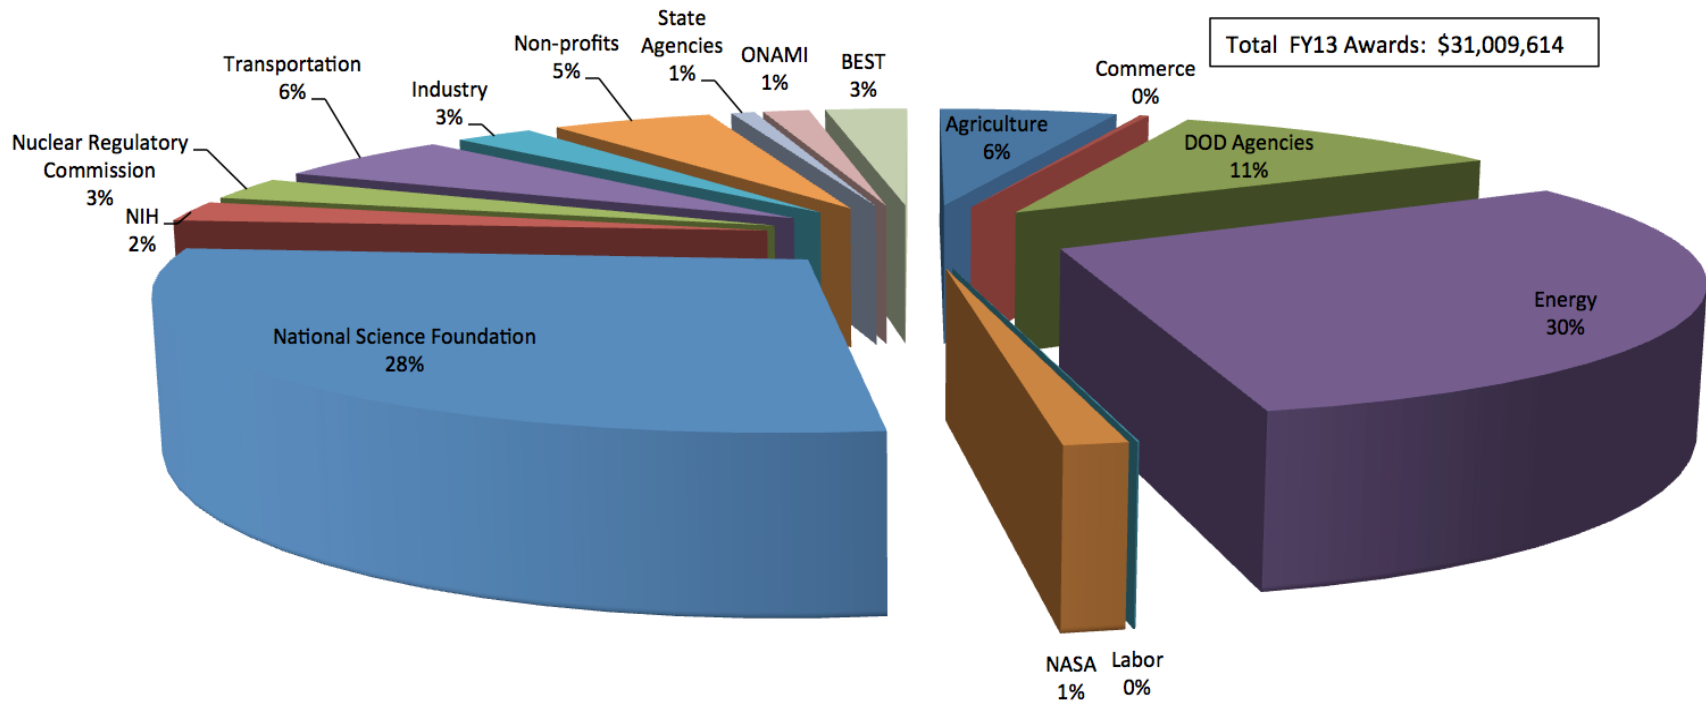 Total  FY13 Awards:  $31,009,614
State
Agencies
1%
Non-profits
5%
ONAMI
1%
BEST
3%
Commerce
0%
Transportation
6%
Industry
3%
Agriculture
6%
DOD Agencies
11%
Nuclear Regulatory
Commission
3%
NIH
2%
Energy
30%
National Science Foundation
28%
NASA
1%
Labor
0%